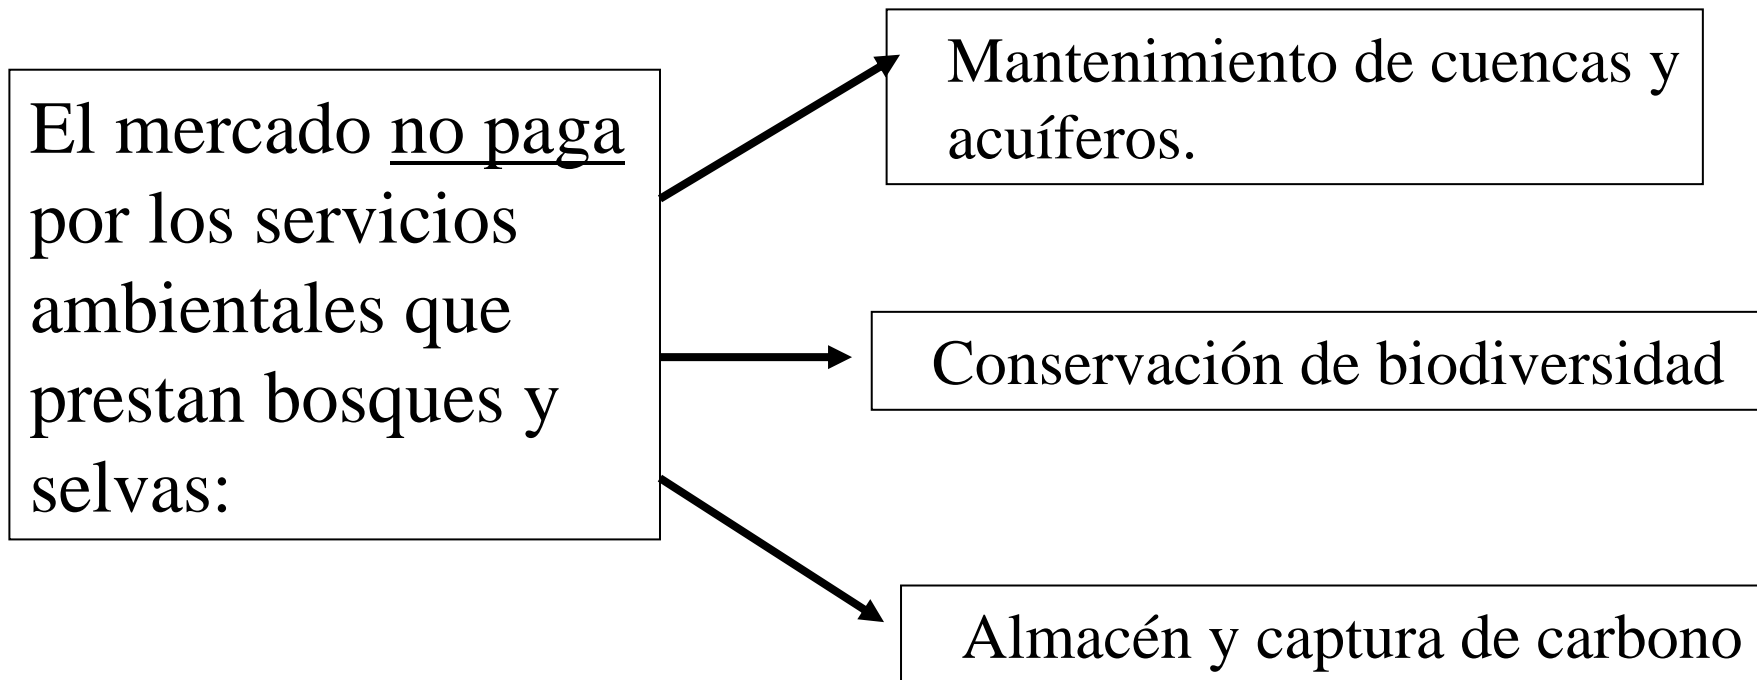 El mercado no paga
por los servicios
ambientales que
prestan bosques y
selvas:
Mantenimiento de cuencas y
acuíferos.
Conservación de biodiversidad
Almacén y captura de carbono